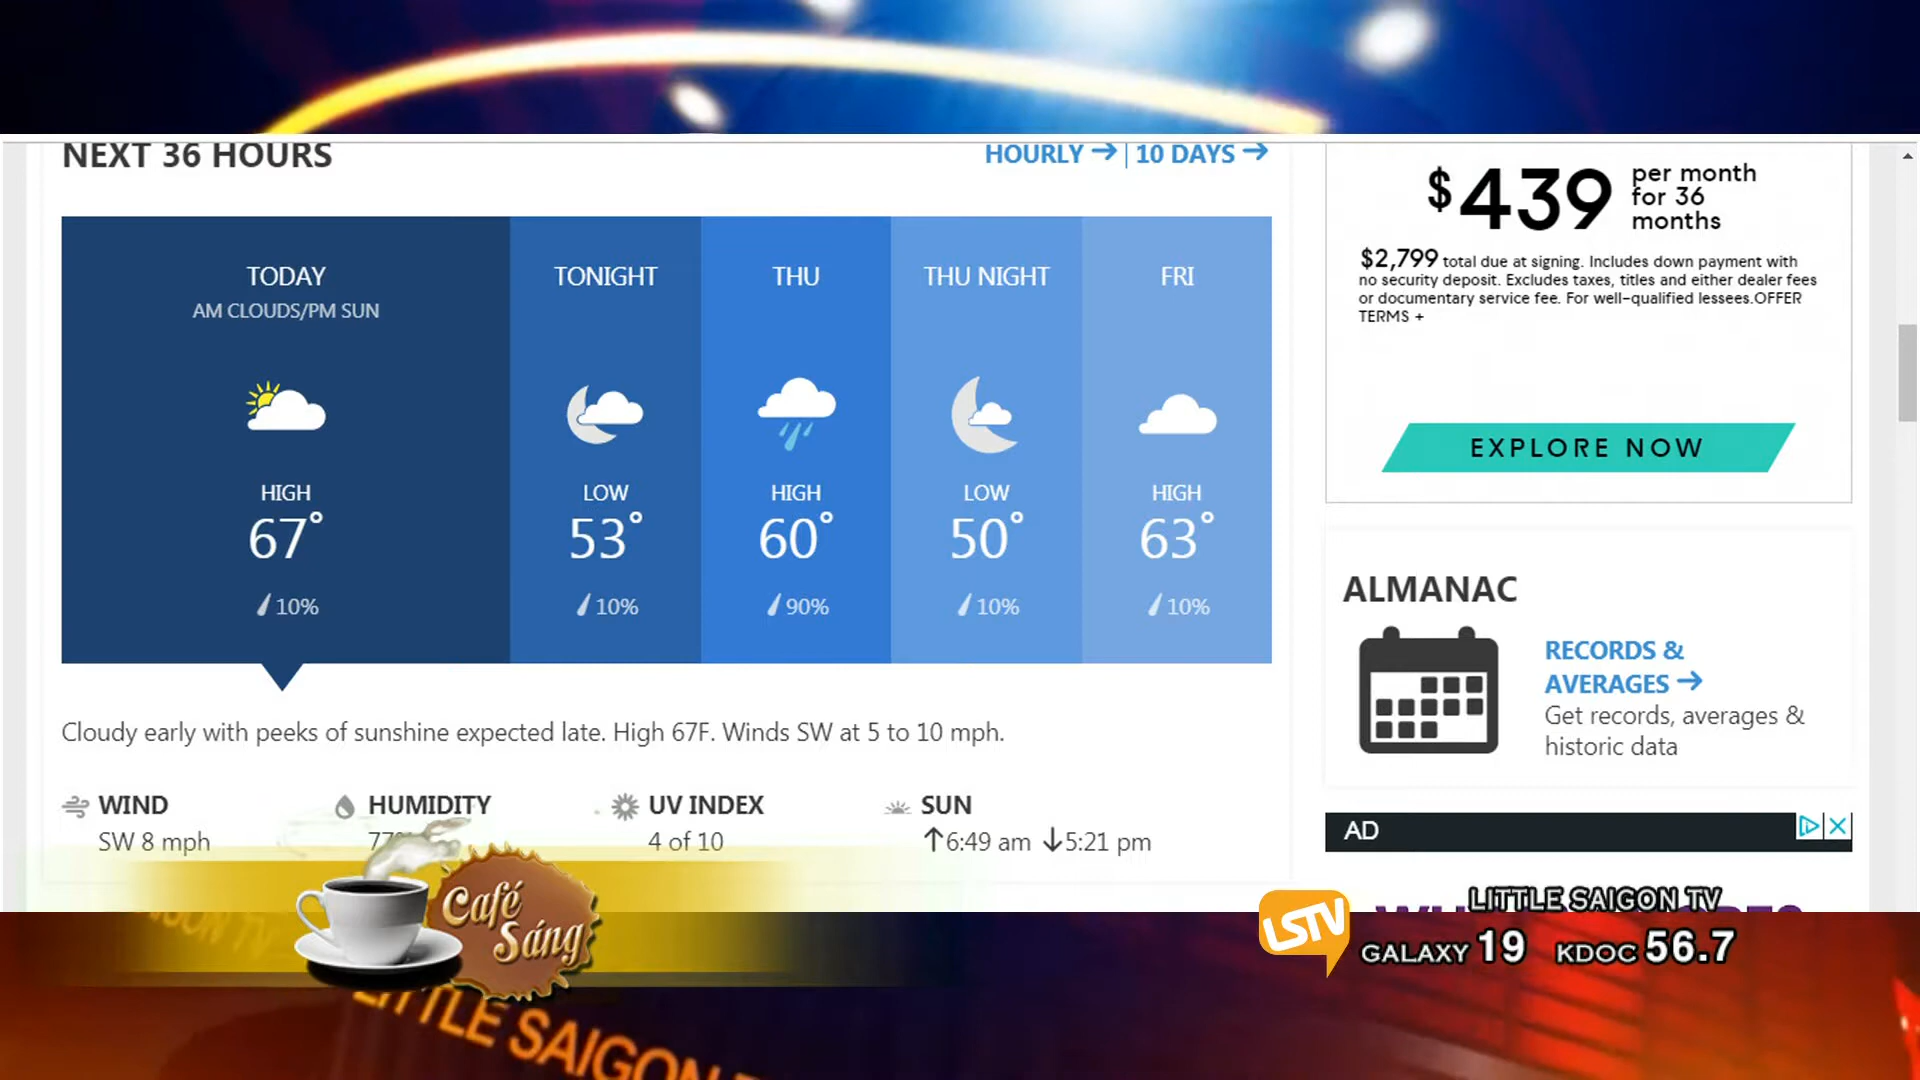 NEXT 36 HOURS
HOURLY → | 10 DAYS →
TODAY
AM CLOUDS/PM SUN
HIGH
67°
10%
TONIGHT
LOW
53°
10%
THU
HIGH
60°
90%
THU NIGHT
LOW
50°
10%
FRI
HIGH
63°
10%
Cloudy early with peeks of sunshine expected late. High 67F. Winds SW at 5 to 10 mph.
WIND
SW 8 mph
HUMIDITY
UV INDEX
4 of 10
SUN
↑6:49 am ↓5:21 pm
$439
per month
for 36
months
$2,799 total due at signing. Includes down payment with
no security deposit. Excludes taxes, titles and either dealer fees
or documentary service fee. For well-qualified lessees.OFFER
TERMS +
EXPLORE NOW
ALMANAC
RECORDS &
AVERAGES →
Get records, averages &
historic data
AD
Café
Sáng
LSTV
LITTLE SAIGON TV
GALAXY 19 KDOC 56.7
LITTLE SAIGON